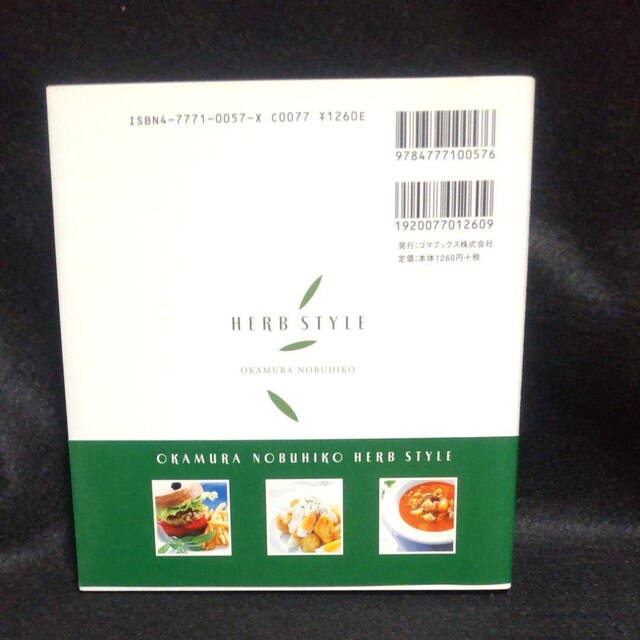 ISBN4-7771-0057-X C0077 ¥1260E
9784777100576
1920077012609
発行：ゴマブックス株式会社
定価：本体1260円＋税
HERB STYLE
OKAMURA NOBUHIKO
OKAMURA NOBUHIKO HERB STYLE